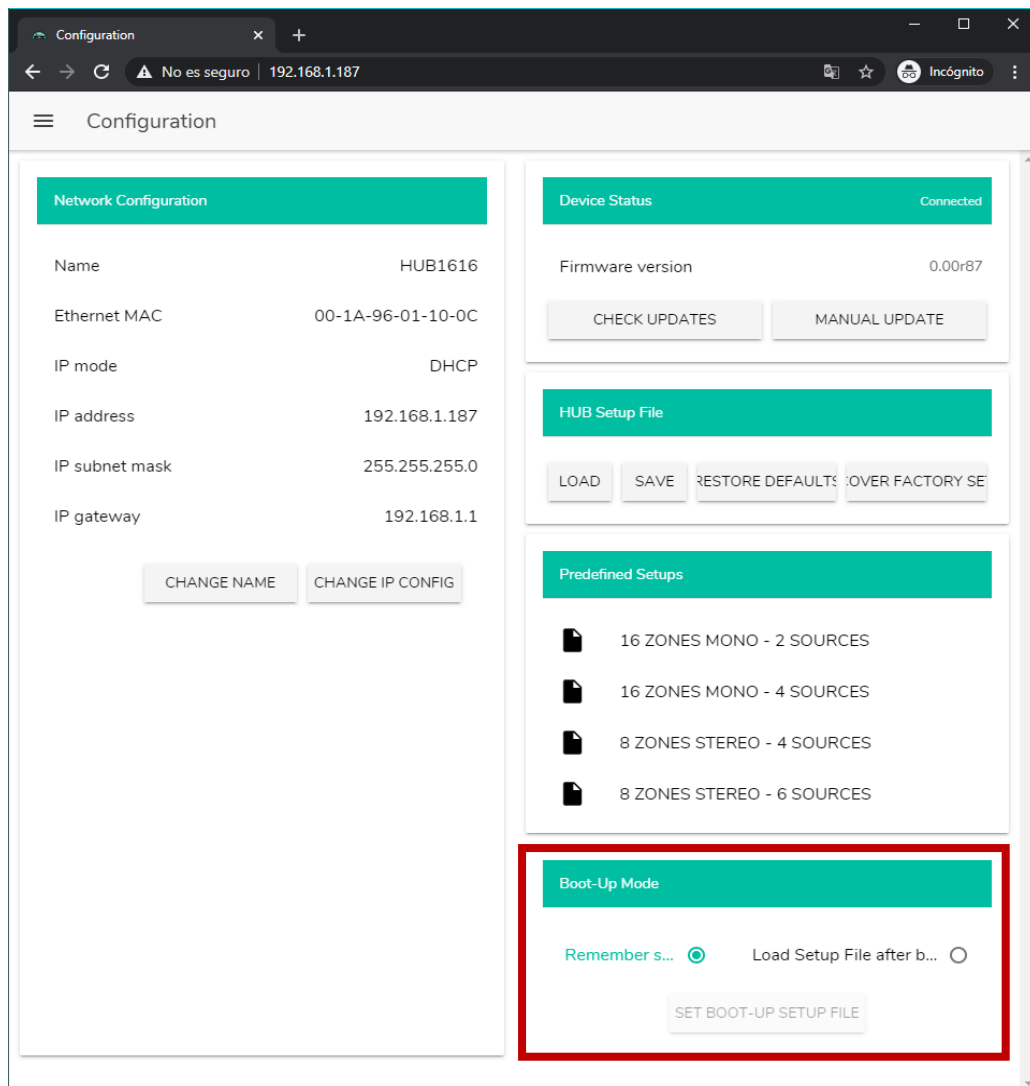 Configuration
No es seguro
192.168.1.187
Incógnito
Configuration
Network Configuration
Name HUB1616
Ethernet MAC 00-1A-96-01-10-0C
IP mode DHCP
IP address 192.168.1.187
IP subnet mask 255.255.255.0
IP gateway 192.168.1.1
CHANGE NAME CHANGE IP CONFIG
Device Status Connected
Firmware version 0.00r87
CHECK UPDATES MANUAL UPDATE
HUB Setup File
LOAD SAVE RESTORE DEFAULTS COVER FACTORY SE
Predefined Setups
16 ZONES MONO - 2 SOURCES
16 ZONES MONO - 4 SOURCES
8 ZONES STEREO - 4 SOURCES
8 ZONES STEREO - 6 SOURCES
Boot-Up Mode
Remember s... Load Setup File after b...
SET BOOT-UP SETUP FILE